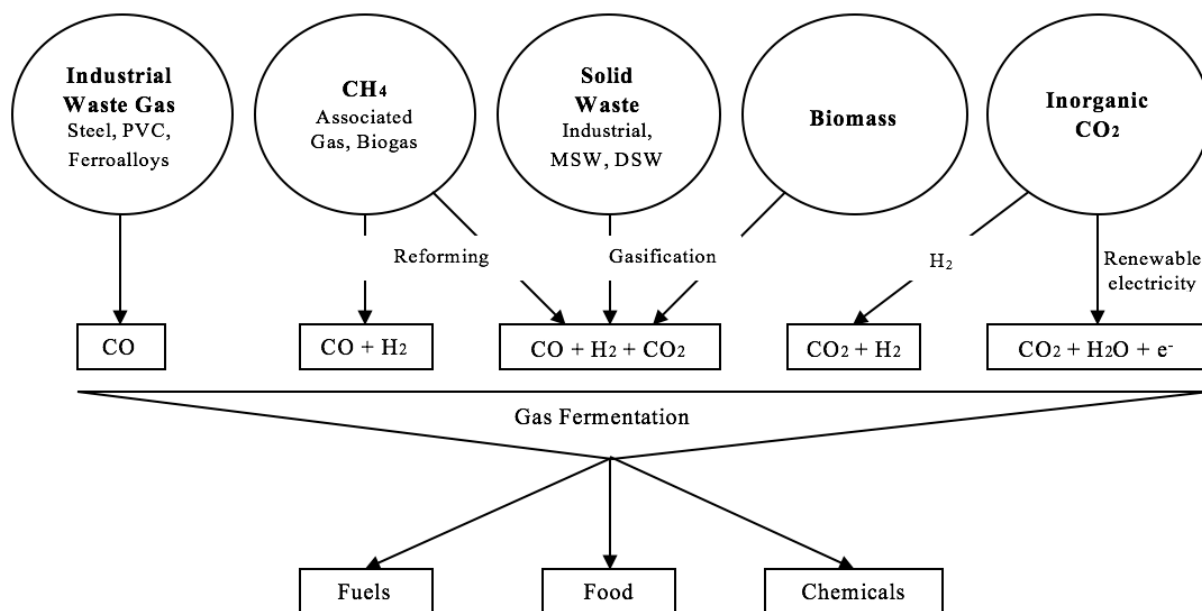 Industrial
Waste Gas
Steel, PVC,
Ferroalloys
CH4
Associated
Gas, Biogas
Solid
Waste
Industrial,
MSW, DSW
Biomass
Inorganic
CO2
Reforming
Gasification
H2
Renewable
electricity
CO
CO + H2
CO + H2 + CO2
CO2 + H2
CO2 + H2O + e-
Gas Fermentation
Fuels
Food
Chemicals